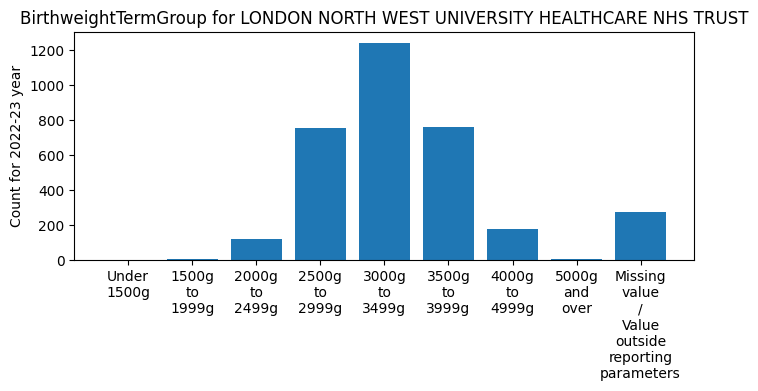 BirthweightTermGroup for LONDON NORTH WEST UNIVERSITY HEALTHCARE NHS TRUST
Count for 2022-23 year
1200
1000
800
600
400
200
0
Under
1500g
1500g
to
1999g
2000g
to
2499g
2500g
to
2999g
3000g
to
3499g
3500g
to
3999g
4000g
to
4999g
5000g
and
over
Missing
value
/
Value
outside
reporting
parameters